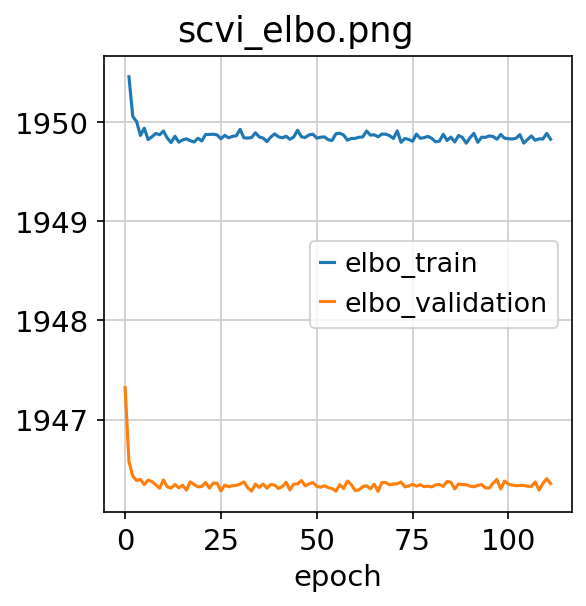 scvi_elbo.png
1950
1949
1948
1947
elbo_train
elbo_validation
0 25 50 75 100
epoch